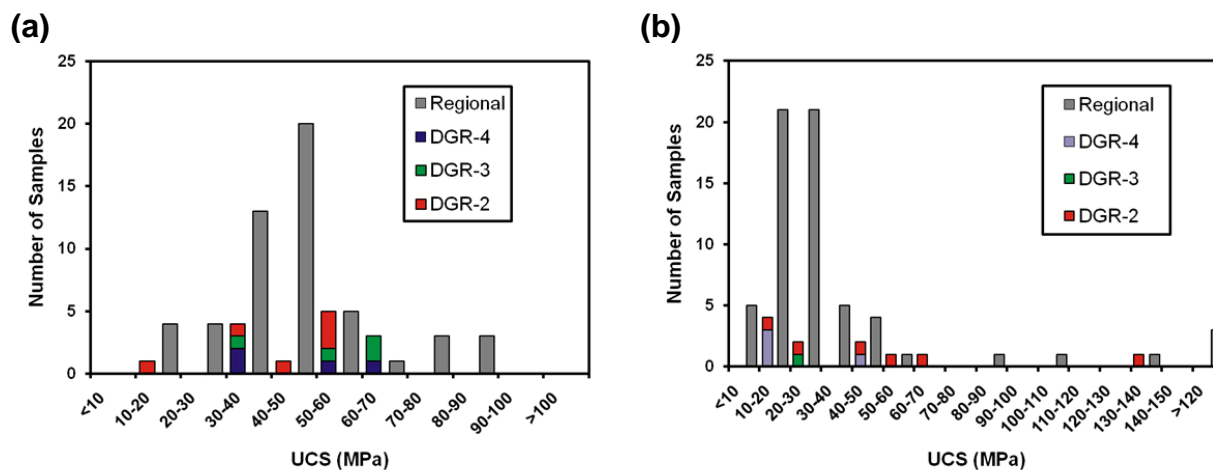 (a)
25
20
15
10
5
0
Number of Samples
Regional
DGR-4
DGR-3
DGR-2
<10
10-20
20-30
30-40
40-50
50-60
60-70
70-80
80-90
90-100
>100
UCS (MPa)
(b)
25
20
15
10
5
0
Number of Samples
Regional
DGR-4
DGR-3
DGR-2
<10
10-20
20-30
30-40
40-50
50-60
60-70
70-80
80-90
90-100
100-110
110-120
130-140
140-150
>120
UCS (MPa)